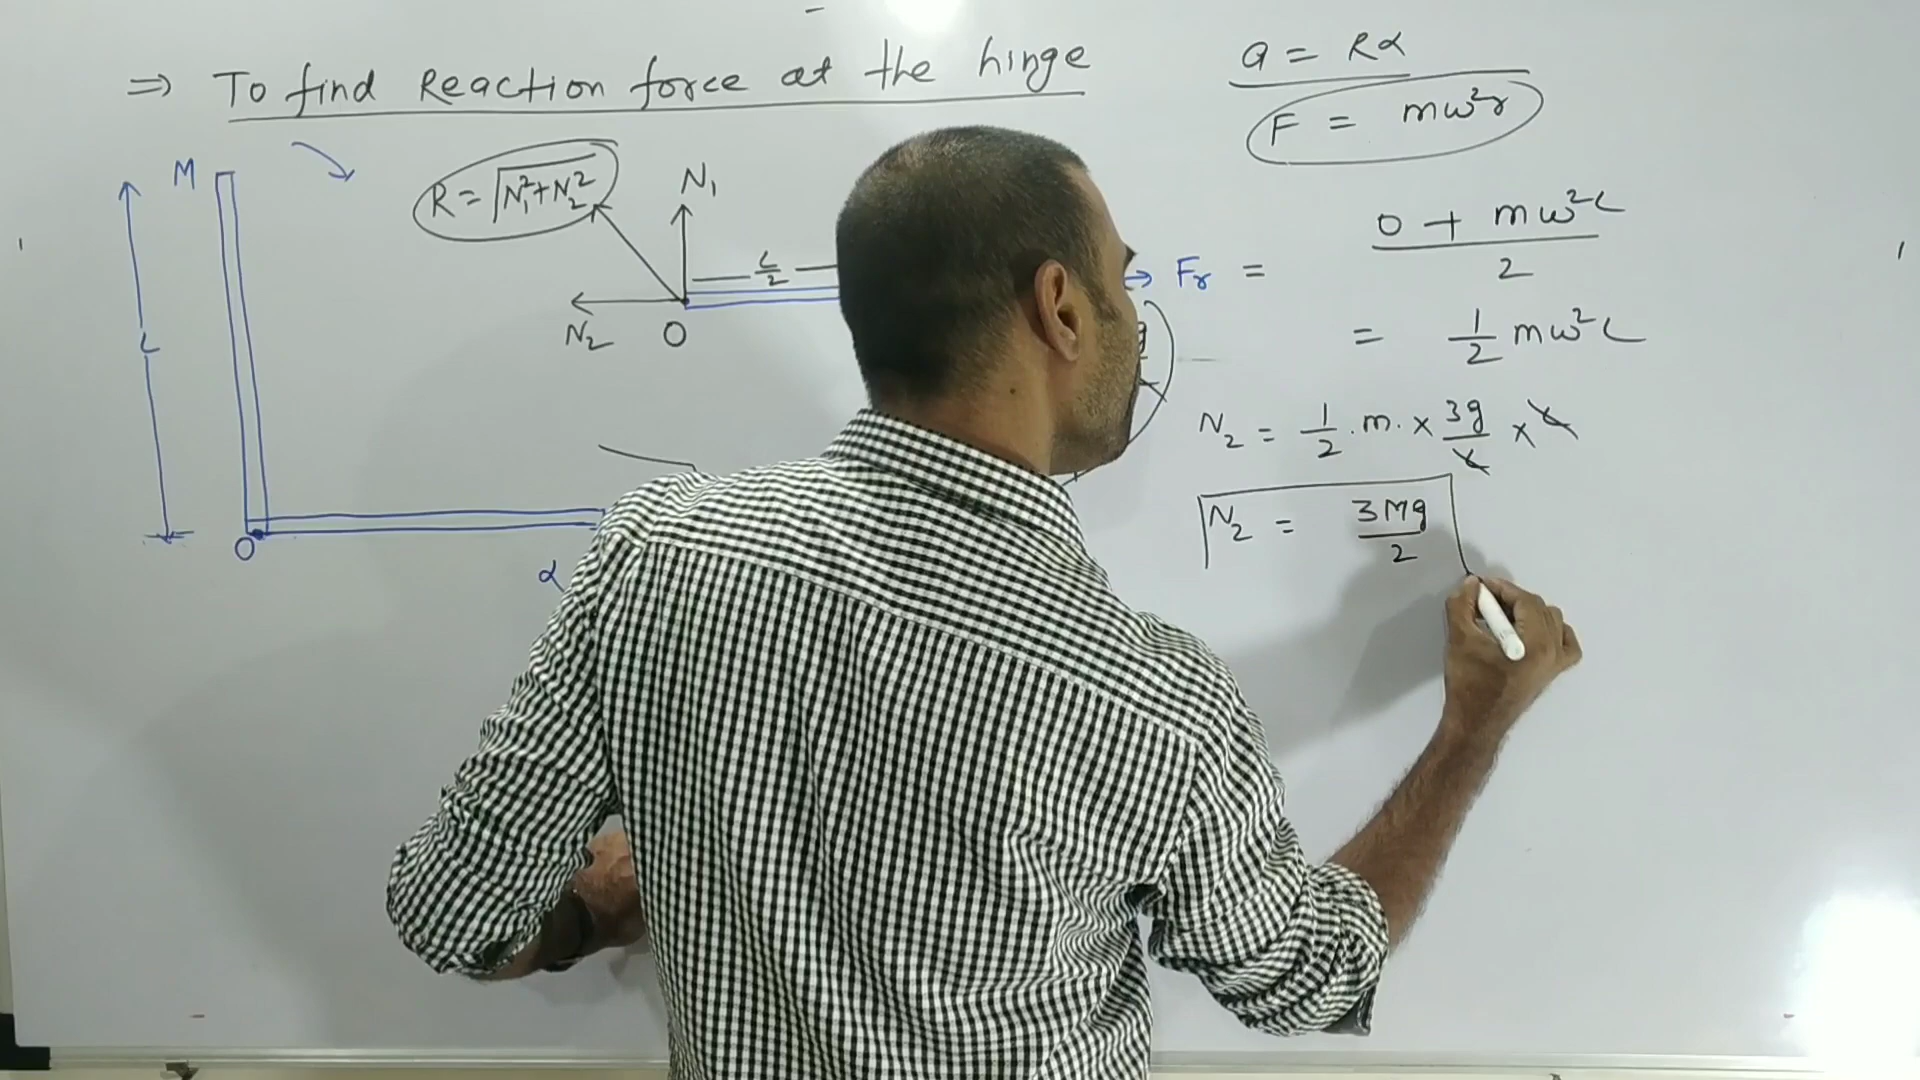 ⇒ To find Reaction force at the hinge
a = Rα
F = mω²r
M
R = √N₁²+N₂²
N₁
L/2
N₂
O
L
O
α
Fr = (0 + mω²L)/2
= 1/2 mω²L
N₂ = 1/2 . m . × 3g/L × L
N₂ = 3Mg/2